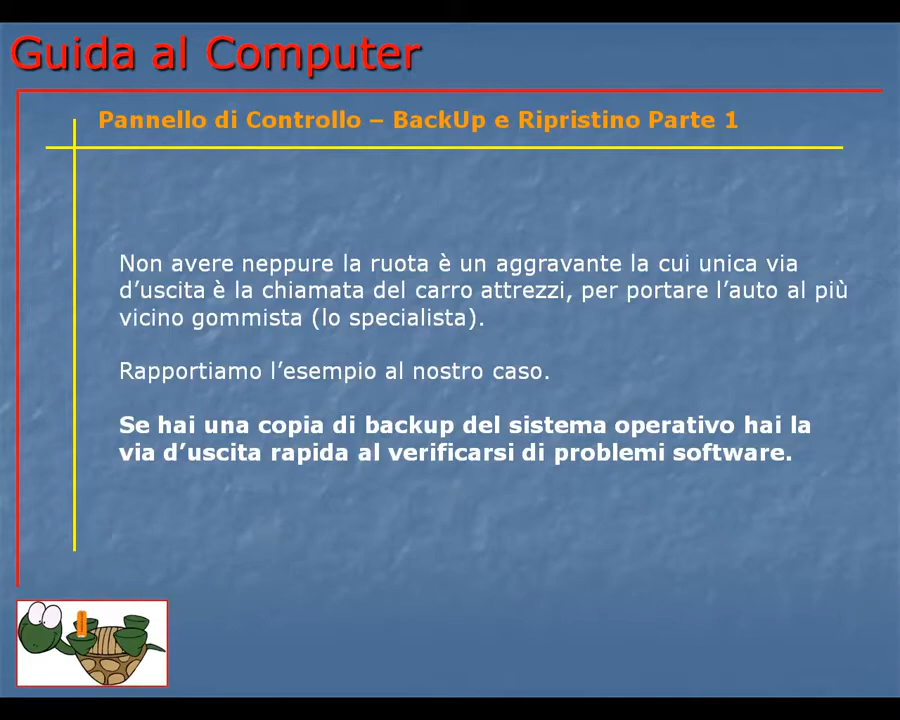 Guida al Computer
Pannello di Controllo – BackUp e Ripristino Parte 1
Non avere neppure la ruota è un aggravante la cui unica via
d’uscita è la chiamata del carro attrezzi, per portare l’auto al più
vicino gommista (lo specialista).
Rapportiamo l’esempio al nostro caso.
Se hai una copia di backup del sistema operativo hai la
via d’uscita rapida al verificarsi di problemi software.